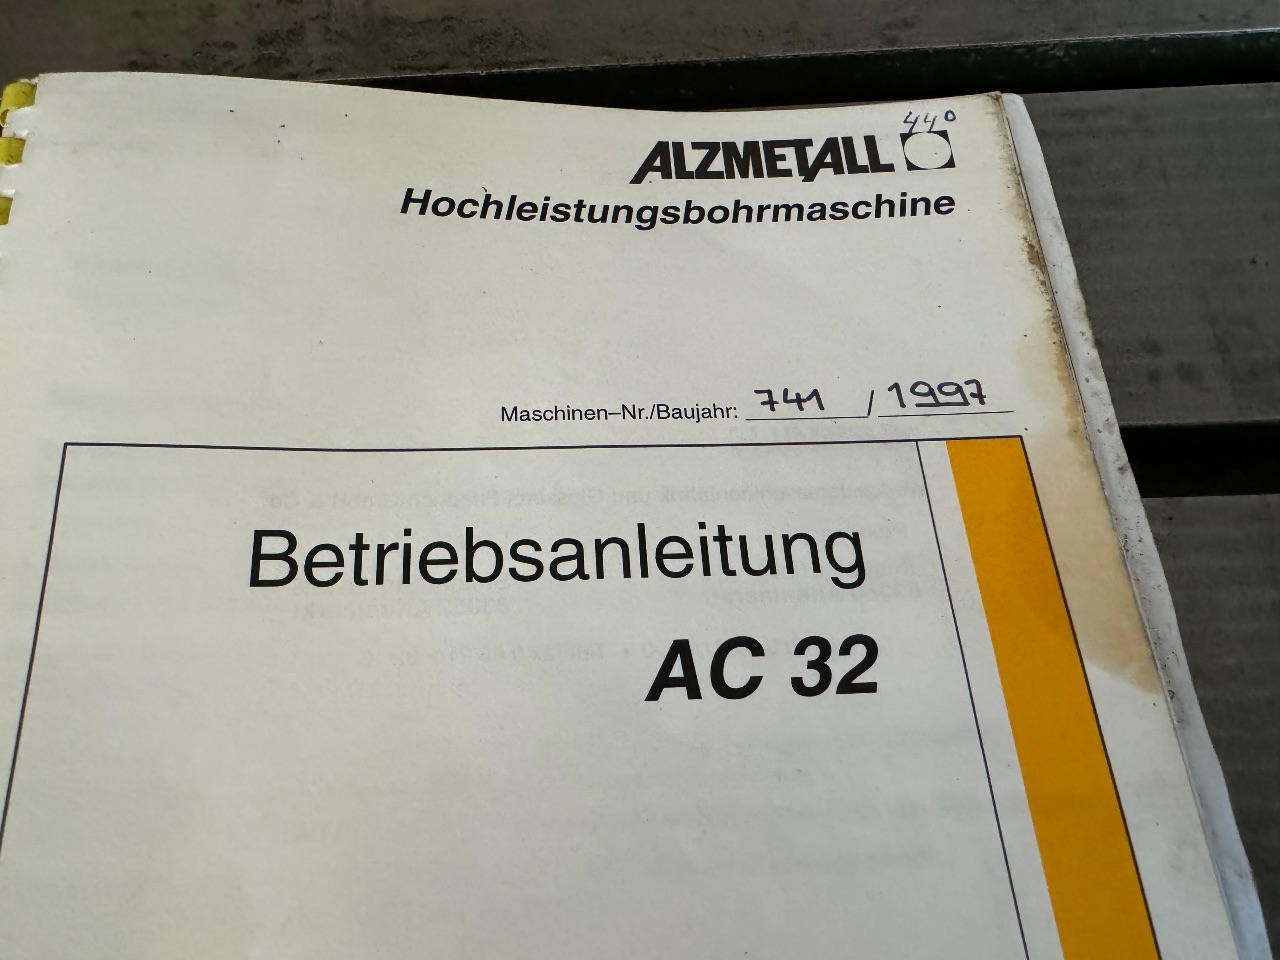 440
ALZMETALL
Hochleistungsbohrmaschine
Maschinen–Nr./Baujahr: 741 / 1997
Betriebsanleitung
AC 32